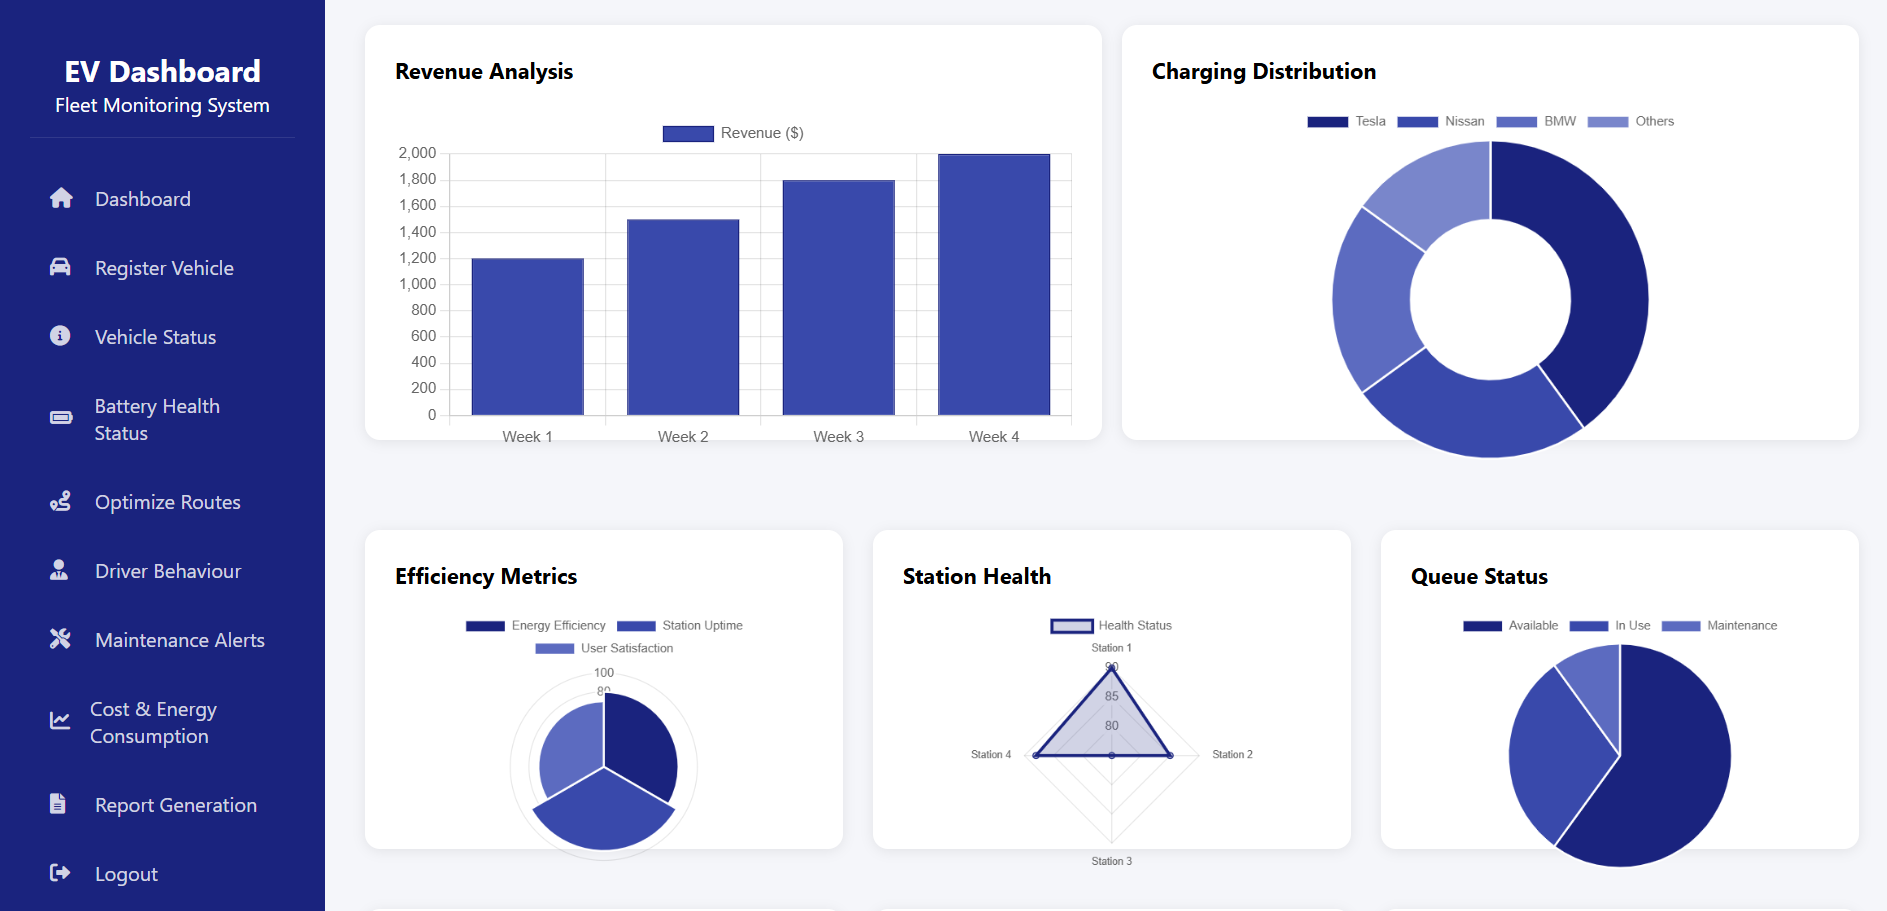 EV Dashboard
Fleet Monitoring System
Dashboard
Register Vehicle
Vehicle Status
Battery Health
Status
Optimize Routes
Driver Behaviour
Maintenance Alerts
Cost & Energy
Consumption
Report Generation
Logout
Revenue Analysis
Revenue ($)
2,000
1,800
1,600
1,400
1,200
1,000
800
600
400
200
0
Week 1 Week 2 Week 3 Week 4
Charging Distribution
Tesla Nissan BMW Others
Efficiency Metrics
Energy Efficiency Station Uptime
User Satisfaction
100
80
Station Health
Health Status
Station 1
90
85
80
Station 4 Station 2
Station 3
Queue Status
Available In Use Maintenance